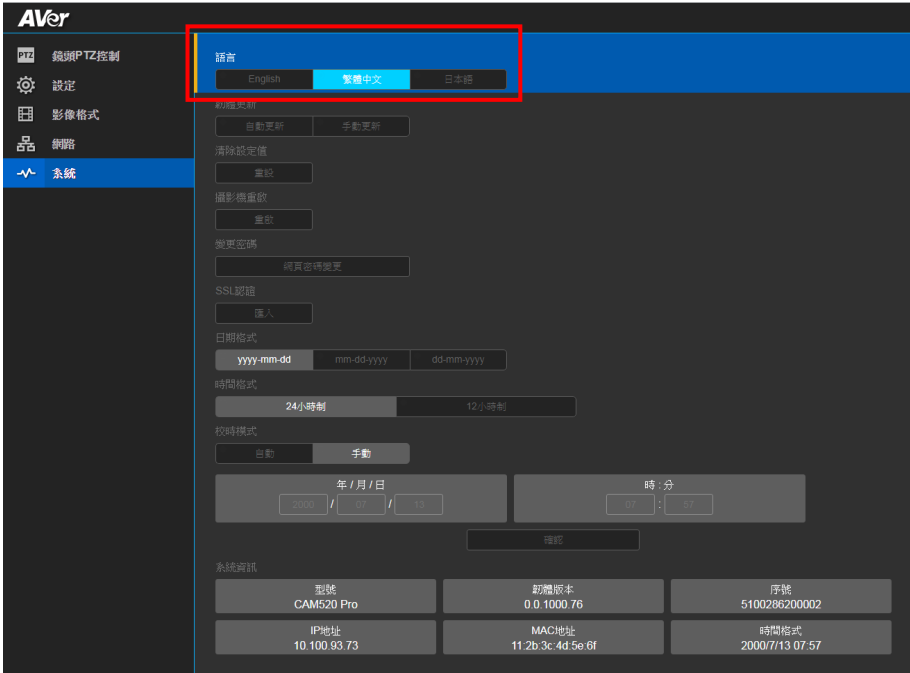 AVer
PTZ 鏡頭PTZ控制
設定
影像格式
網路
系統
語言
English 繁體中文 日本語
韌體更新
自動更新 手動更新
清除設定值
重設
攝影機重啟
重啟
變更密碼
網頁密碼變更
SSL認證
匯入
日期格式
yyyy-mm-dd mm-dd-yyyy dd-mm-yyyy
時間格式
24小時制 12小時制
校時模式
自動 手動
年 / 月 / 日 時 : 分
2000 / 07 / 13 07 : 57
確認
系統資訊
型號 韌體版本 序號
CAM520 Pro 0.0.1000.76 5100286200002
IP地址 MAC地址 時間格式
10.100.93.73 11:2b:3c:4d:5e:6f 2000/7/13 07:57